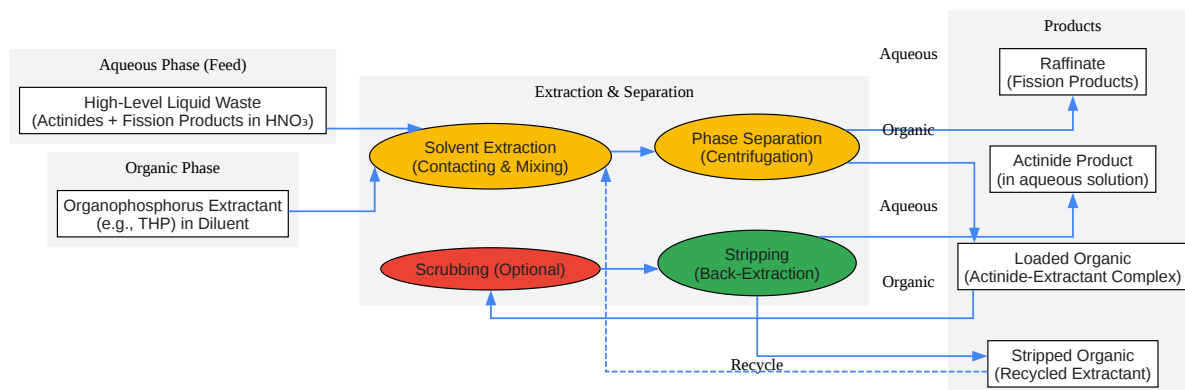 Aqueous Phase (Feed)
High-Level Liquid Waste
(Actinides + Fission Products in HNO₃)
Organic Phase
Organophosphorus Extractant
(e.g., THP) in Diluent
Extraction & Separation
Solvent Extraction
(Contacting & Mixing)
Phase Separation
(Centrifugation)
Scrubbing (Optional)
Stripping
(Back-Extraction)
Aqueous
Organic
Aqueous
Organic
Recycle
Products
Raffinate
(Fission Products)
Actinide Product
(in aqueous solution)
Loaded Organic
(Actinide-Extractant Complex)
Stripped Organic
(Recycled Extractant)